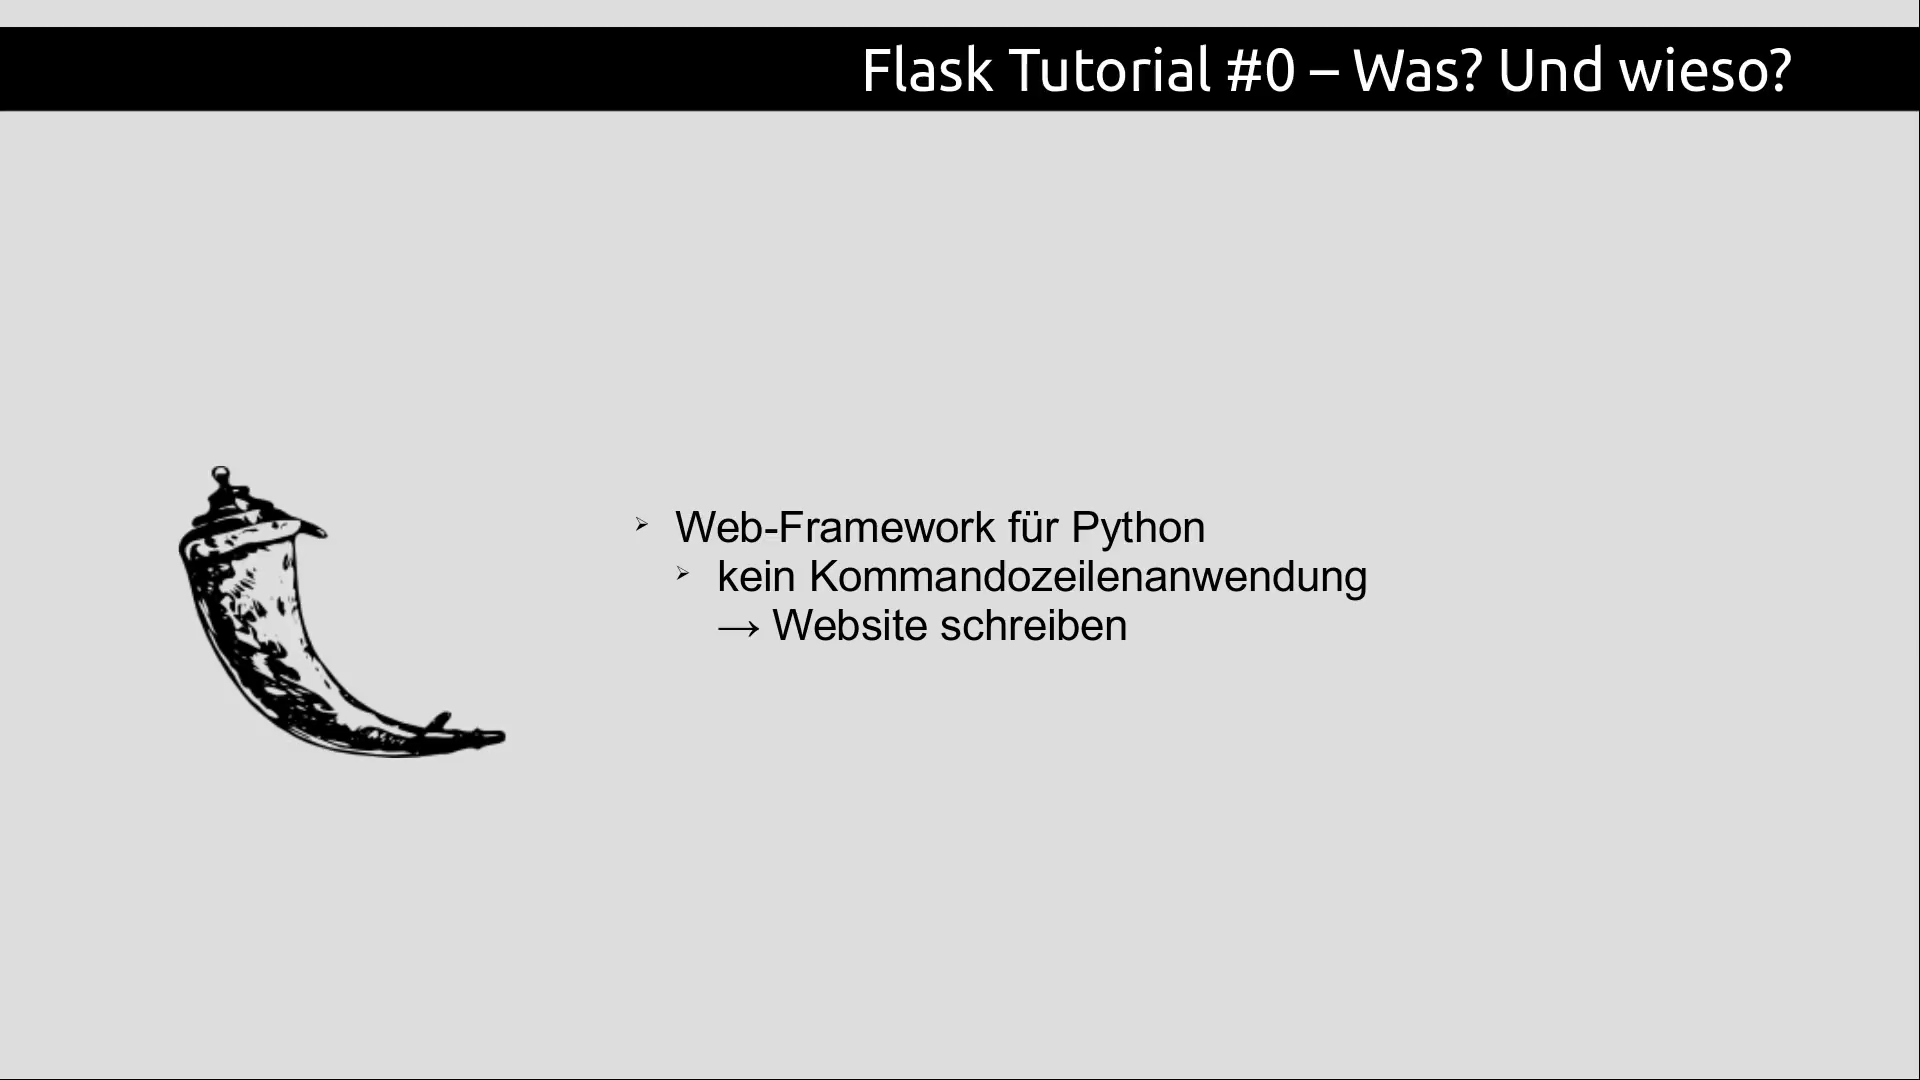 Flask Tutorial #0 – Was? Und wieso?
➢ Web-Framework für Python
➢ kein Kommandozeilenanwendung
→ Website schreiben